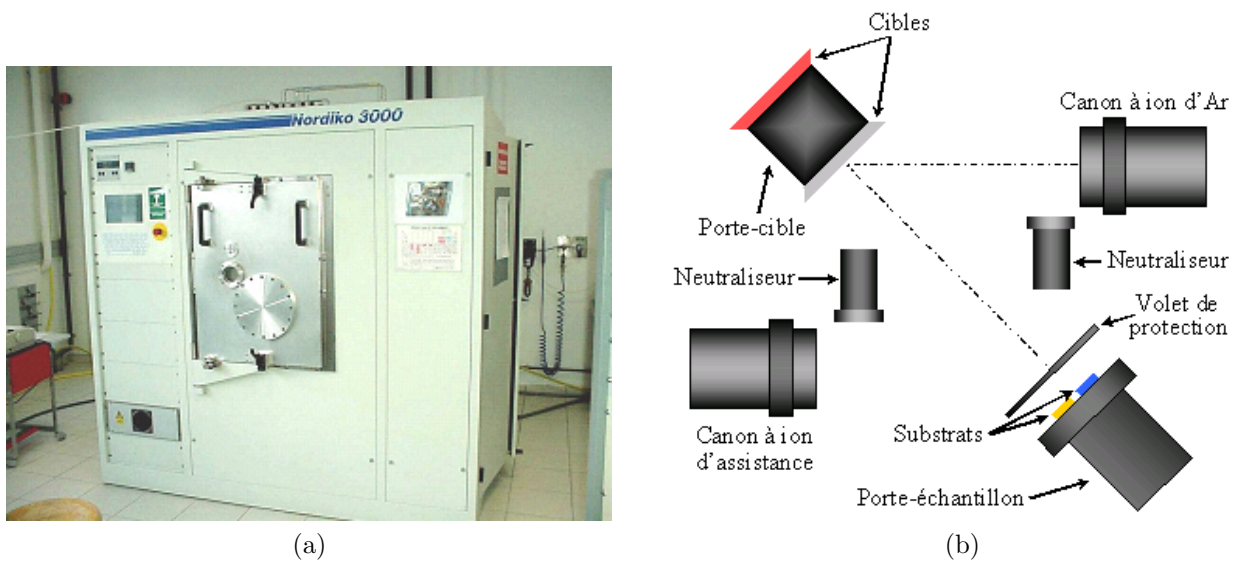 Nordiko 3000
Cibles
Canon à ion d'Ar
Porte-cible
Neutraliseur
Neutraliseur
Volet de
protection
Canon à ion
d'assistance
Substrats
Porte-échantillon
(a)
(b)